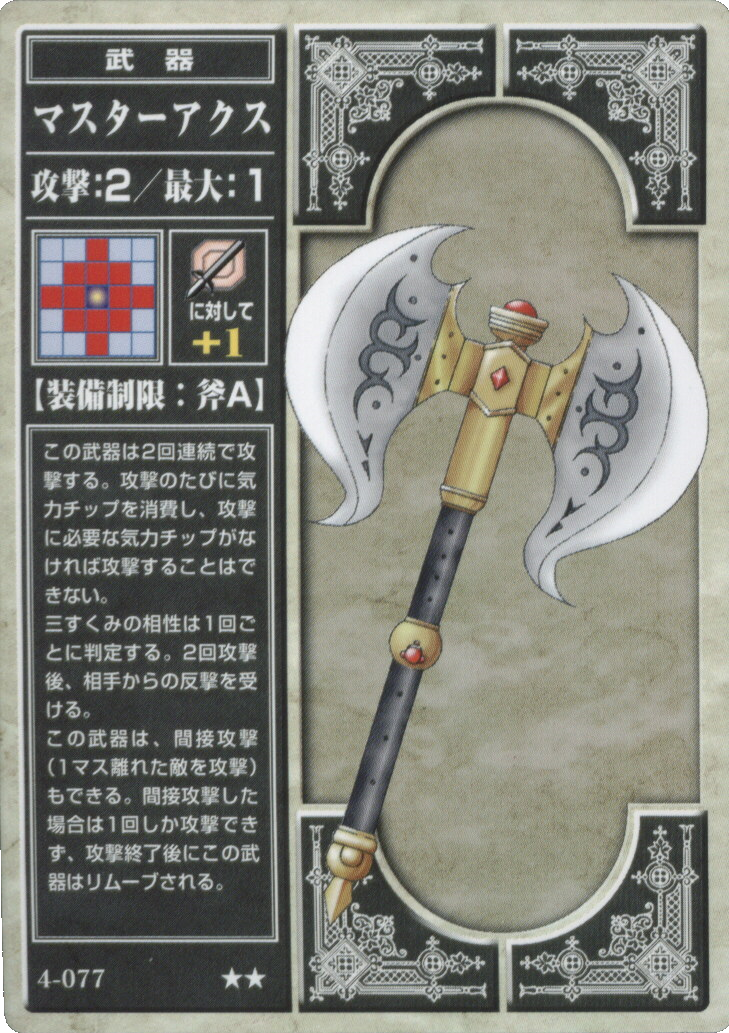 武 器
マスターアクス
攻撃:2／最大:1
に対して
+1
【装備制限：斧A】
この武器は2回連続で攻
撃する。攻撃のたびに気
力チップを消費し、攻撃
に必要な気力チップがな
ければ攻撃することはで
きない。
三すくみの相性は1回ご
とに判定する。2回攻撃
後、相手からの反撃を受
ける。
この武器は、間接攻撃
(1マス離れた敵を攻撃)
もできる。間接攻撃した
場合は1回しか攻撃でき
ず、攻撃終了後にこの武
器はリムーブされる。
4-077 ★★